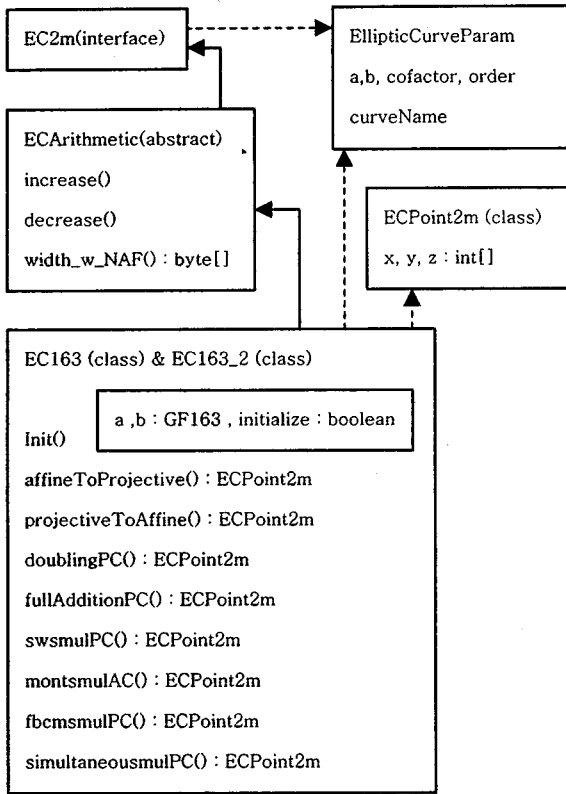 EC2m(interface)
EllipticCurveParam
a,b, cofactor, order
curveName
ECArithmetic(abstract)
increase()
decrease()
width_w_NAF() : byte[]
ECPoint2m (class)
x, y, z : int[]
EC163 (class) & EC163_2 (class)
a ,b : GF163 , initialize : boolean
Init()
affineToProjective() : ECPoint2m
projectiveToAffine() : ECPoint2m
doublingPC() : ECPoint2m
fullAdditionPC() : ECPoint2m
swsmulPC() : ECPoint2m
montsmulAC() : ECPoint2m
fbcmsmulPC() : ECPoint2m
simultaneousmulPC() : ECPoint2m